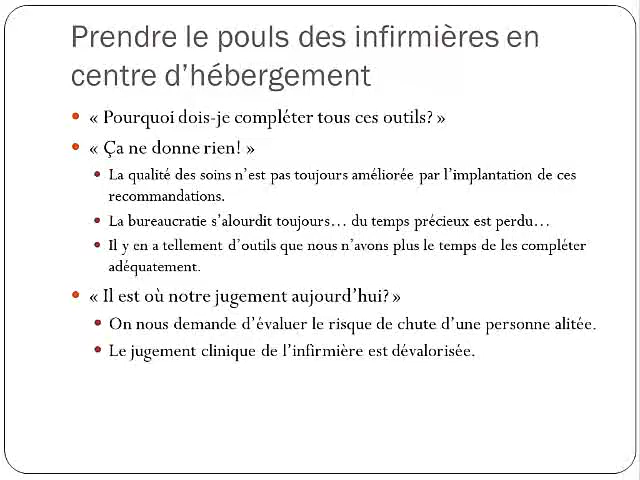 Prendre le pouls des infirmières en
centre d'hébergement
• « Pourquoi dois-je compléter tous ces outils? »
• « Ça ne donne rien! »
• La qualité des soins n'est pas toujours améliorée par l'implantation de ces
recommandations.
• La bureaucratie s'alourdit toujours… du temps précieux est perdu…
• Il y en a tellement d'outils que nous n'avons plus le temps de les compléter
adéquatement.
• « Il est où notre jugement aujourd'hui? »
• On nous demande d'évaluer le risque de chute d'une personne alitée.
• Le jugement clinique de l'infirmière est dévalorisée.